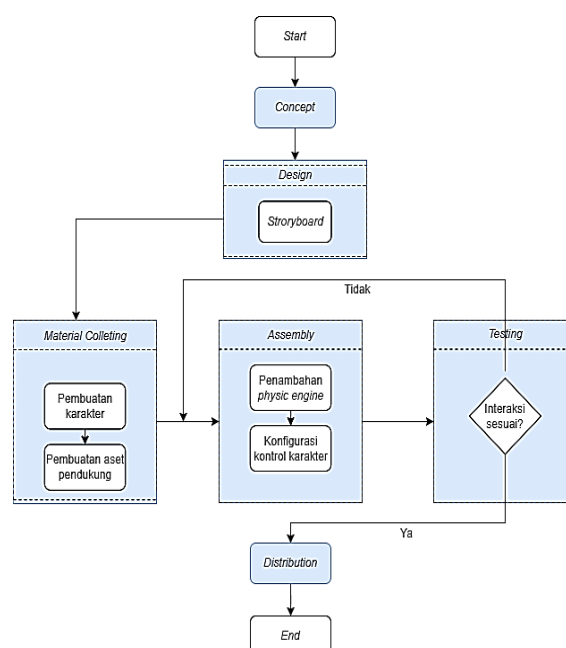 Start
Concept
Design
Stroryboard
Tidak
Material Colleting
Pembuatan
karakter
Pembuatan aset
pendukung
Assembly
Penambahan
physic engine
Konfigurasi
kontrol karakter
Testing
Interaksi
sesuai?
Ya
Distribution
End